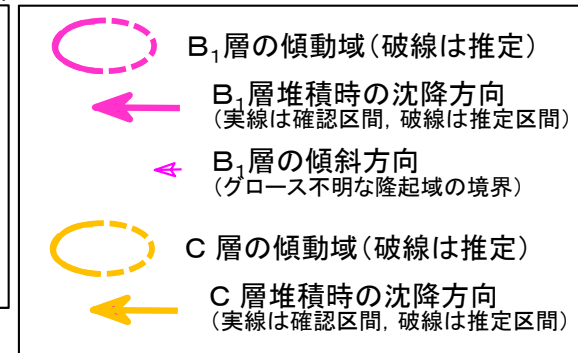 B₁層の傾動域(破線は推定)
B₁層堆積時の沈降方向
(実線は確認区間, 破線は推定区間)
B₁層の傾斜方向
(グロース不明な隆起域の境界)
C 層の傾動域(破線は推定)
C 層堆積時の沈降方向
(実線は確認区間, 破線は推定区間)